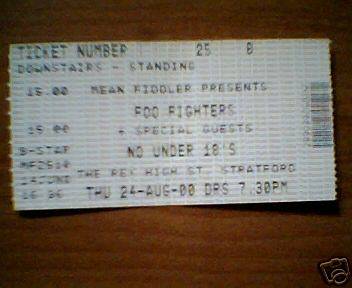 TICKET NUMBER 25 8
DOWNSTAIRS - STANDING
15.00 MEAN FIDDLER PRESENTS
FOO FIGHTERS
15.00 + SPECIAL GUESTS
NO UNDER 18'S
THE REX HIGH ST, STRATFORD
THU 24-AUG-00 DRS 7.30PM